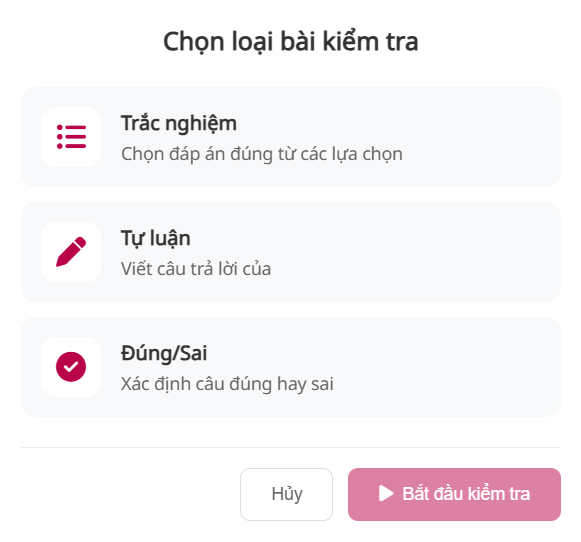 Chọn loại bài kiểm tra
Trắc nghiệm
Chọn đáp án đúng từ các lựa chọn
Tự luận
Viết câu trả lời của
Đúng/Sai
Xác định câu đúng hay sai
Hủy
Bắt đầu kiểm tra